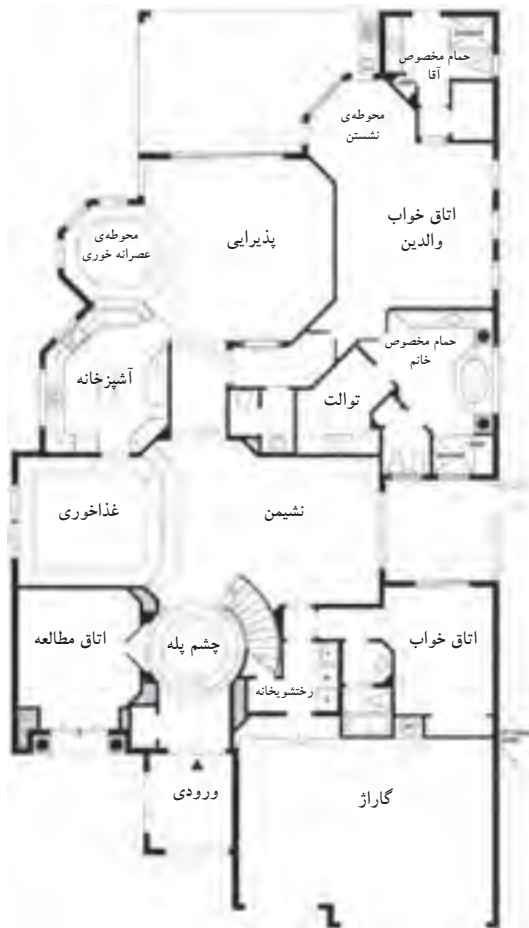 حمام مخصوص
آقا
محوطه‌ی
نشستن
اتاق خواب
والدین
پذیرایی
محوطه‌ی
عصرانه خوری
حمام مخصوص
خانم
آشپزخانه
توالت
نشیمن
غذاخوری
اتاق خواب
چشم پله
اتاق مطالعه
رختشویخانه
ورودی
گاراژ